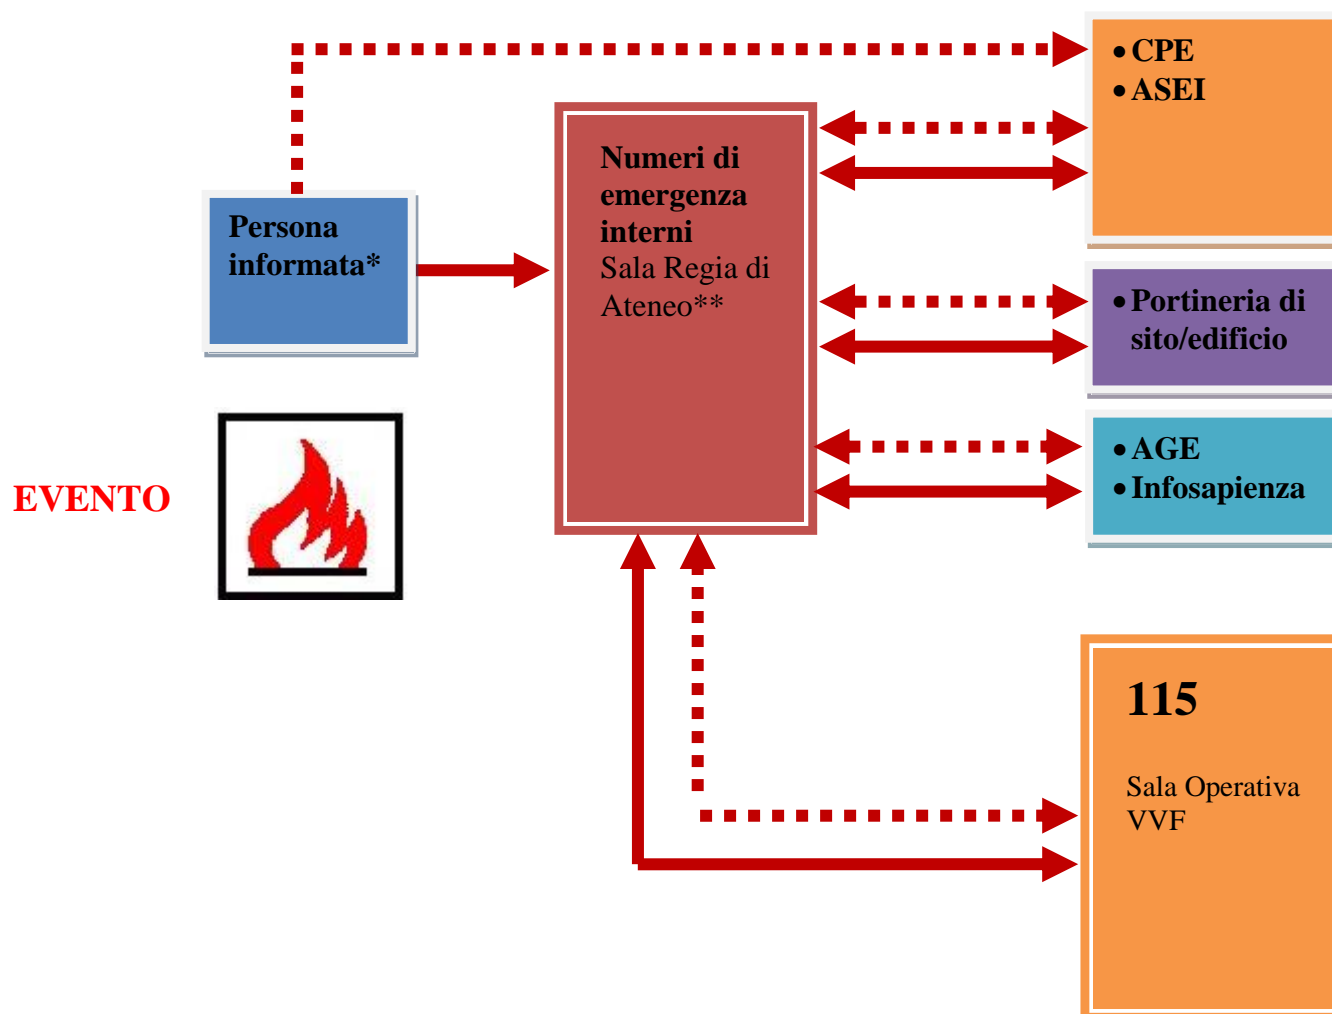 • CPE
• ASEI
Numeri di
emergenza
interni
Sala Regia di
Ateneo**
Persona
informata*
• Portineria di
sito/edificio
• AGE
• Infosapienza
EVENTO
115
Sala Operativa
VVF